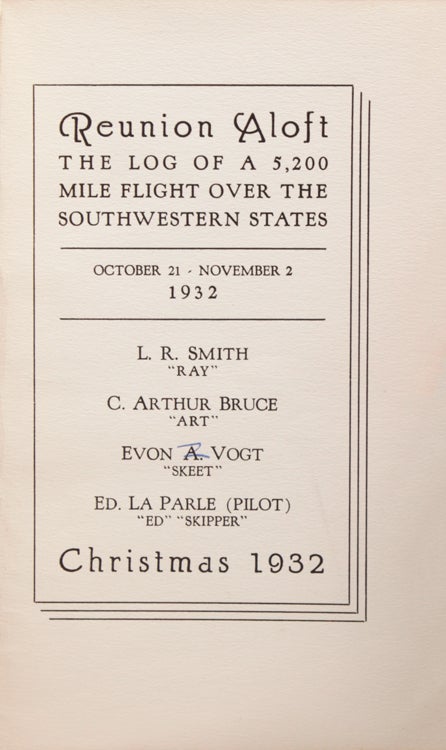 Reunion Aloft
THE LOG OF A 5,200
MILE FLIGHT OVER THE
SOUTHWESTERN STATES
OCTOBER 21 - NOVEMBER 2
1932
L. R. SMITH
"RAY"
C. ARTHUR BRUCE
"ART"
EVON A. VOGT
"SKEET"
ED. LA PARLE (PILOT)
"ED" "SKIPPER"
Christmas 1932